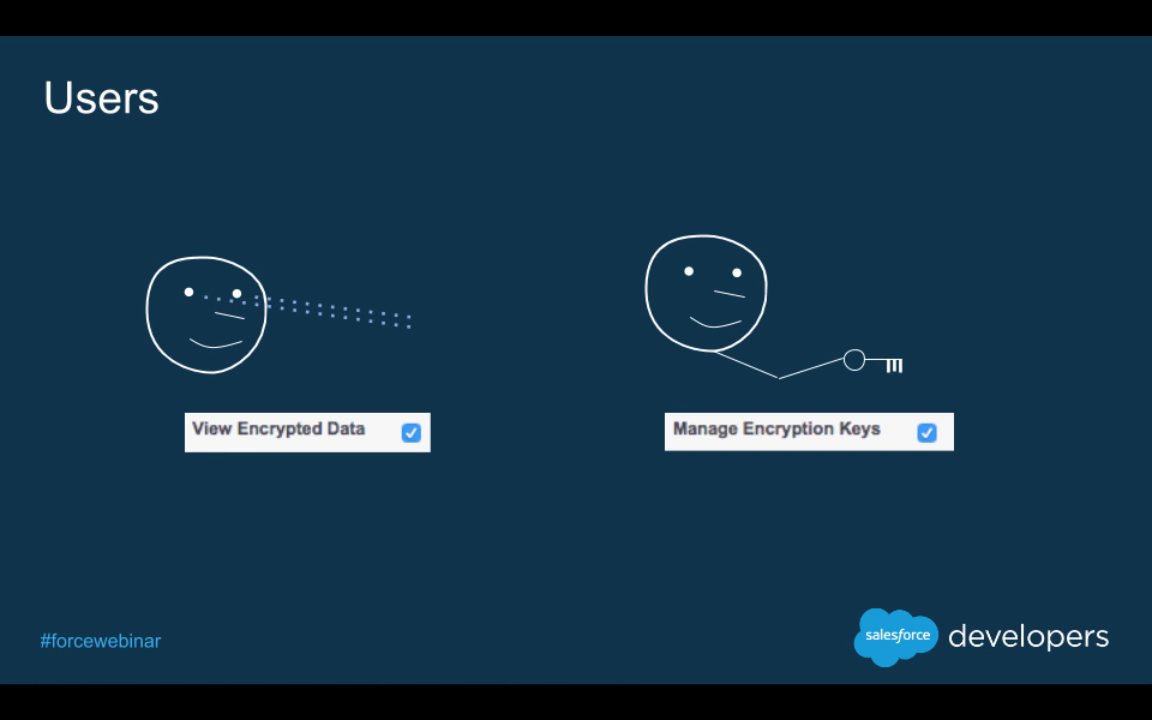 Users
View Encrypted Data
Manage Encryption Keys
#forcewebinar
salesforce developers